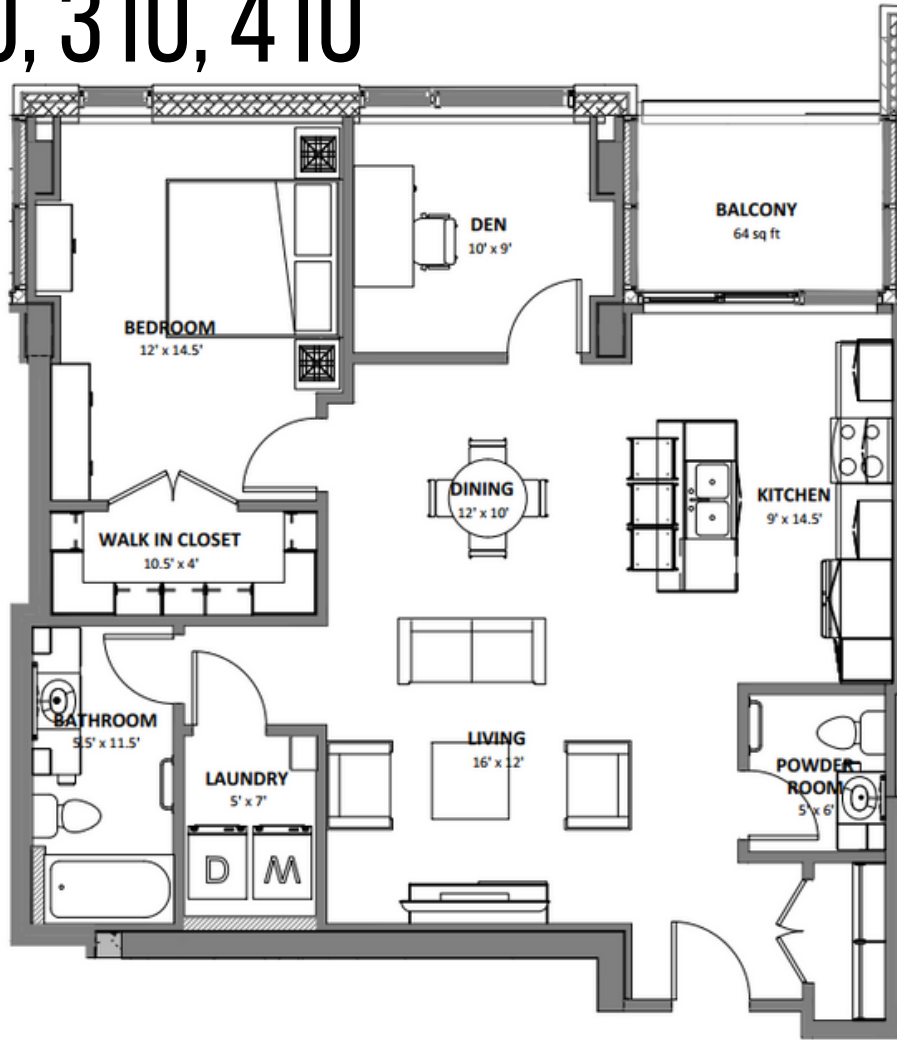 0, 310, 410
BALCONY
64 sq ft
DEN
10' x 9'
BEDROOM
12' x 14.5'
DINING
12' x 10'
KITCHEN
9' x 14.5'
WALK IN CLOSET
10.5' x 4'
BATHROOM
5.5' x 11.5'
LIVING
16' x 12'
LAUNDRY
5' x 7'
POWDER
ROOM
5' x 6'
D M